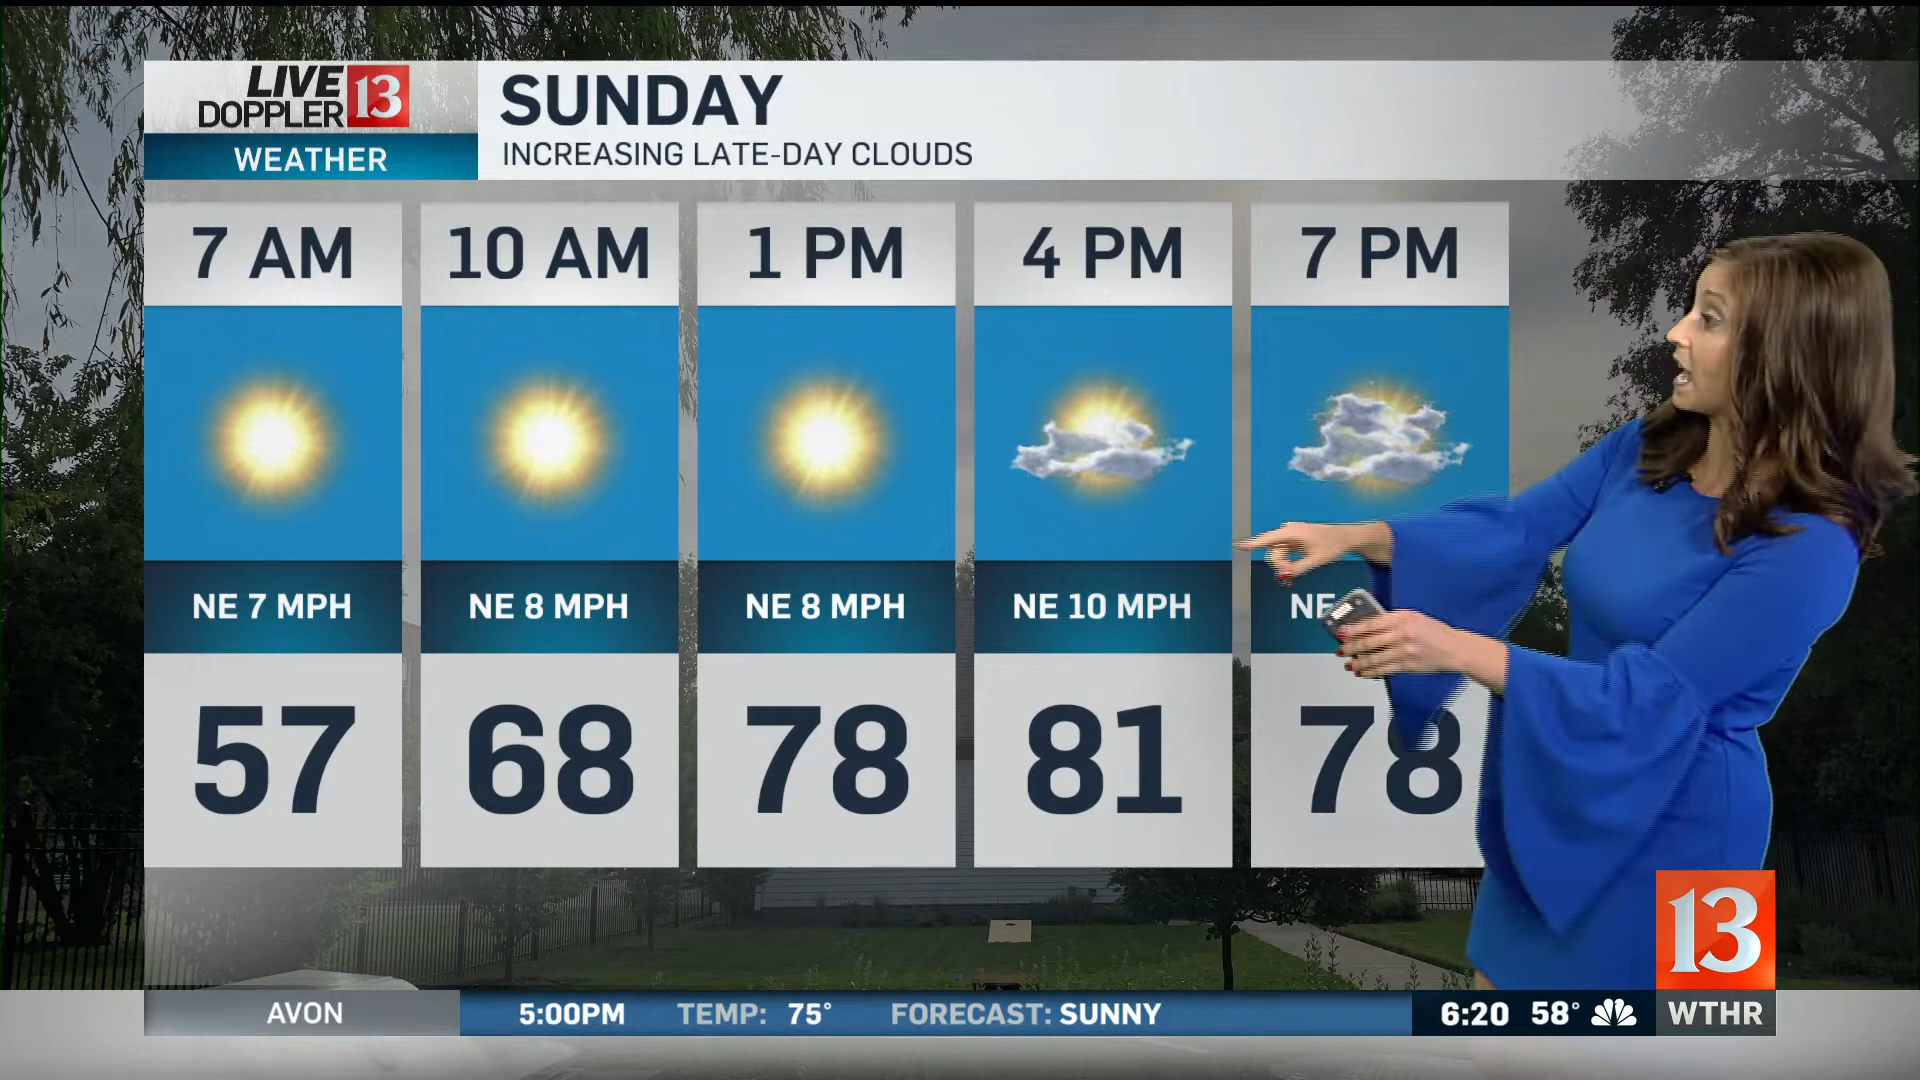 LIVE
DOPPLER 13
WEATHER
SUNDAY
INCREASING LATE-DAY CLOUDS
7 AM
10 AM
1 PM
4 PM
7 PM
NE 7 MPH
NE 8 MPH
NE 8 MPH
NE 10 MPH
NE
57
68
78
81
78
13
AVON
5:00PM TEMP: 75° FORECAST: SUNNY
6:20 58°
WTHR